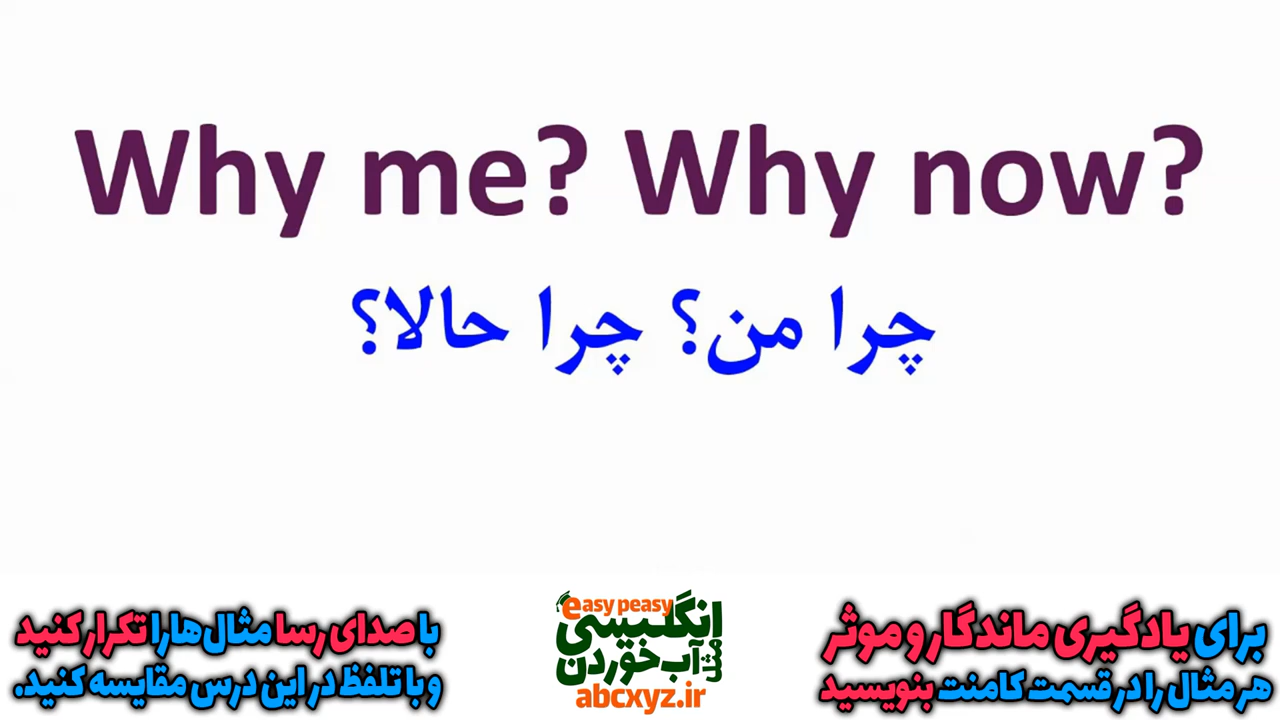 Why me? Why now?
چرا من؟ چرا حالا؟
برای یادگیری ماندگار و موثر
هر مثال را در قسمت کامنت بنویسید
easy peasy
انگلیسی
مثل آب خوردن
abcxyz.ir
با صدای رسا مثال‌ها را تکرار کنید
و با تلفظ در این درس مقایسه کنید.